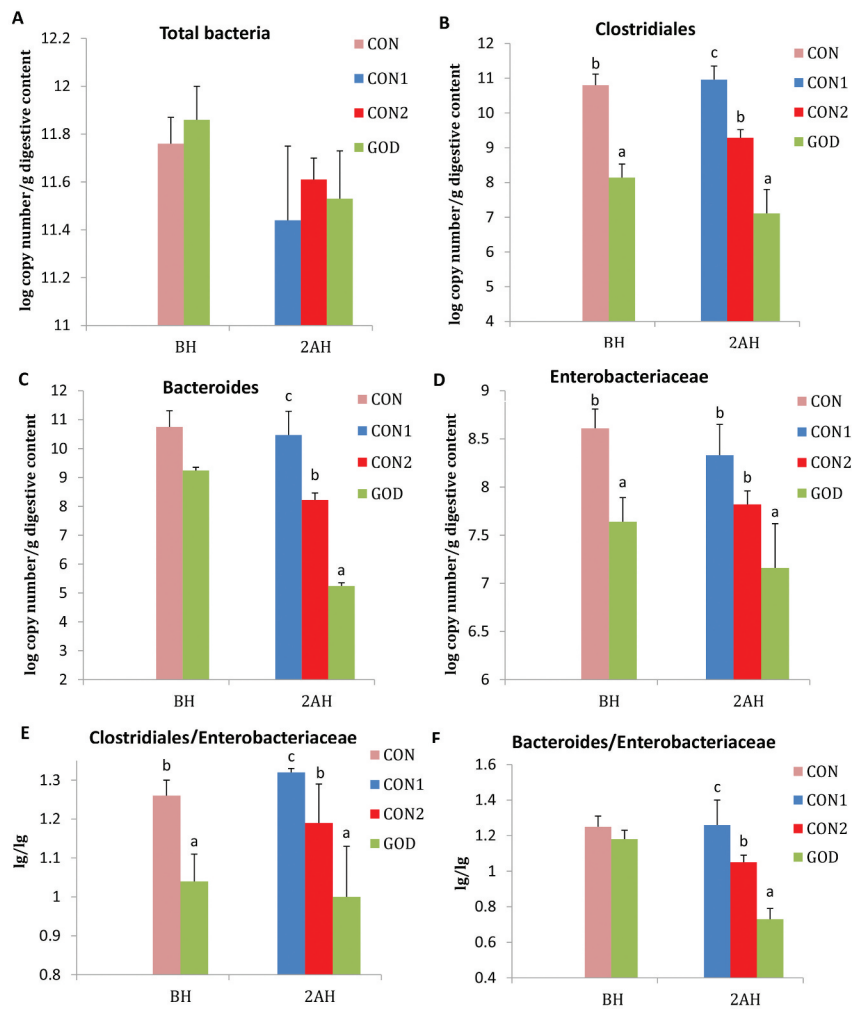 A
Total bacteria
log copy number/g digestive content
12.2
12
11.8
11.6
11.4
11.2
11
BH
2AH
CON
CON1
CON2
GOD
B
Clostridiales
log copy number/g digestive content
11
10
9
8
7
6
5
4
b
a
c
b
a
BH
2AH
CON
CON1
CON2
GOD
C
Bacteroides
log copy number/g digestive content
12
11
10
9
8
7
6
5
4
3
2
c
b
a
BH
2AH
CON
CON1
CON2
GOD
D
Enterobacteriaceae
log copy number/g digestive content
9
8.5
8
7.5
7
6.5
6
b
a
b
b
a
BH
2AH
CON
CON1
CON2
GOD
E
Clostridiales/Enterobacteriaceae
lg/lg
1.3
1.2
1.1
1
0.9
0.8
b
a
c
b
a
BH
2AH
CON
CON1
CON2
GOD
F
Bacteroides/Enterobacteriaceae
lg/lg
1.6
1.4
1.2
1
0.8
0.6
0.4
c
b
a
BH
2AH
CON
CON1
CON2
GOD